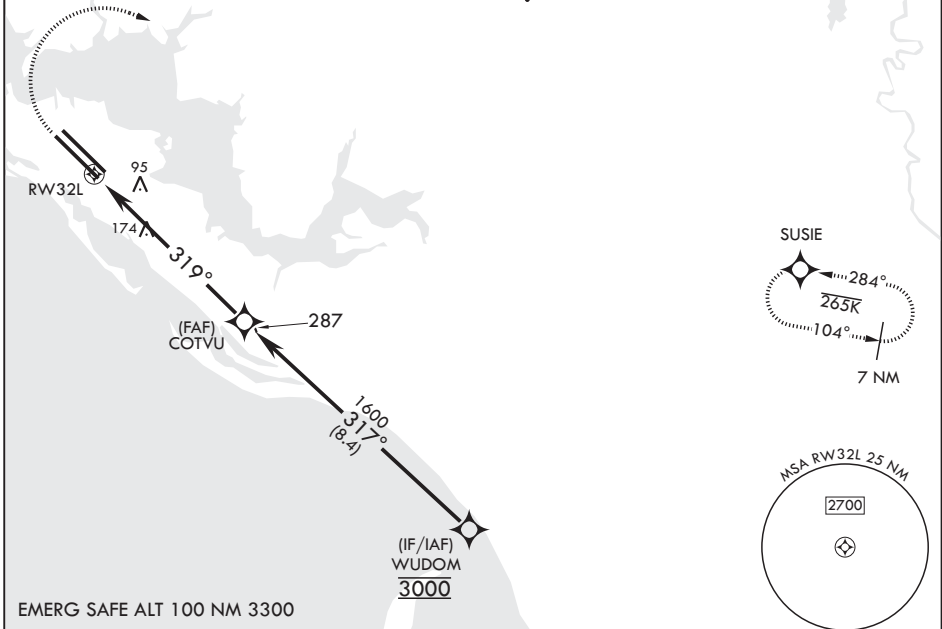 RW32L
95
174
319°
(FAF)
COTVU
287
1600
317°
(8.4)
(IF/IAF)
WUDOM
3000
SUSIE
284°
265K
104°
7 NM
MSA RW32L 25 NM
2700
EMERG SAFE ALT 100 NM 3300